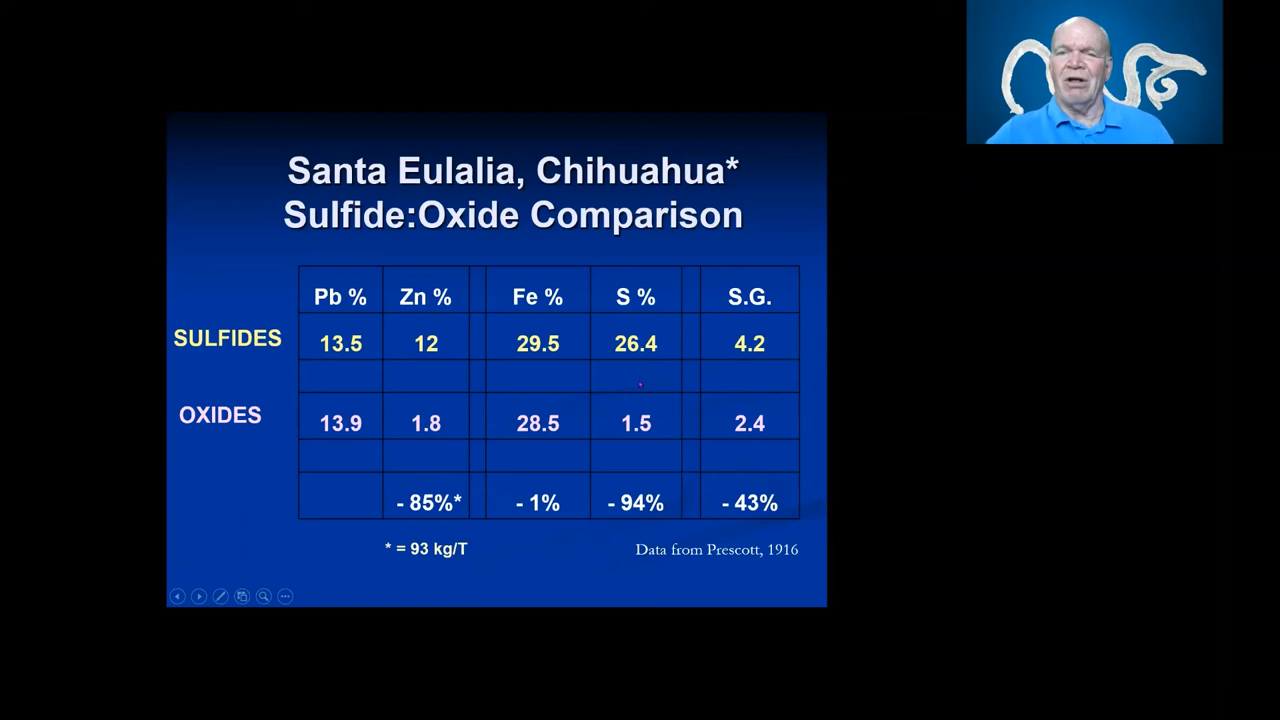 Santa Eulalia, Chihuahua*
Sulfide:Oxide Comparison
Pb % Zn % Fe % S % S.G.
SULFIDES 13.5 12 29.5 26.4 4.2
OXIDES 13.9 1.8 28.5 1.5 2.4
- 85%* - 1% - 94% - 43%
* = 93 kg/T Data from Prescott, 1916